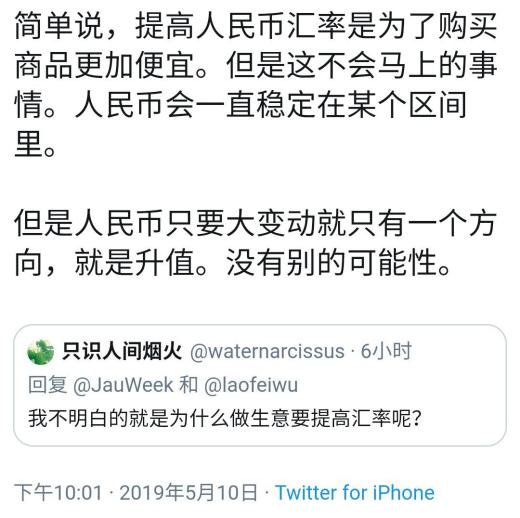 简单说，提高人民币汇率是为了购买
商品更加便宜。但是这不会马上的事
情。人民币会一直稳定在某个区间
里。
但是人民币只要大变动就只有一个方
向，就是升值。没有别的可能性。
只识人间烟火 @waternarcissus · 6小时
回复 @JauWeek 和 @laofeiwu
我不明白的就是为什么做生意要提高汇率呢？
下午10:01 · 2019年5月10日 · Twitter for iPhone